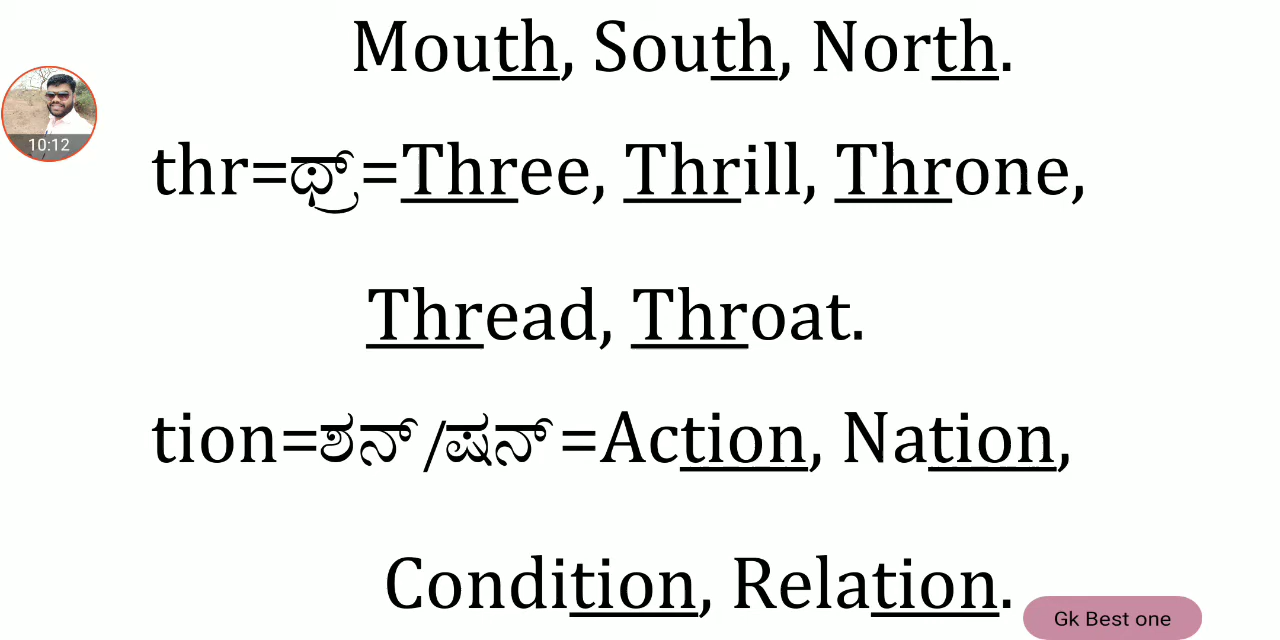 Mouth, South, North.
10:12
thr=ಥ್ರ್=Three, Thrill, Throne,
Thread, Throat.
tion=ಶನ್/ಷನ್=Action, Nation,
Condition, Relation.
Gk Best one